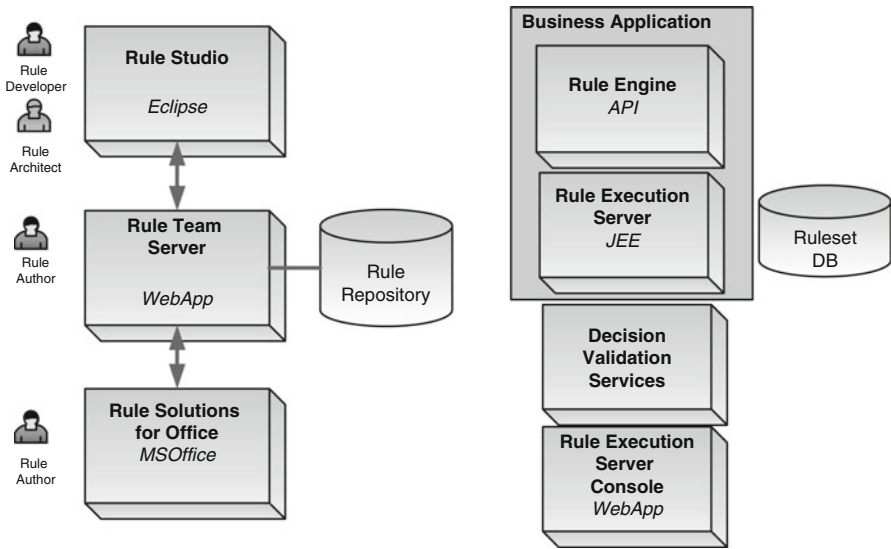 Rule
Developer
Rule
Architect
Rule Studio
Eclipse
Rule
Author
Rule Team
Server
WebApp
Rule
Repository
Rule
Author
Rule Solutions
for Office
MSOffice
Business Application
Rule Engine
API
Rule Execution
Server
JEE
Ruleset
DB
Decision
Validation
Services
Rule Execution
Server
Console
WebApp